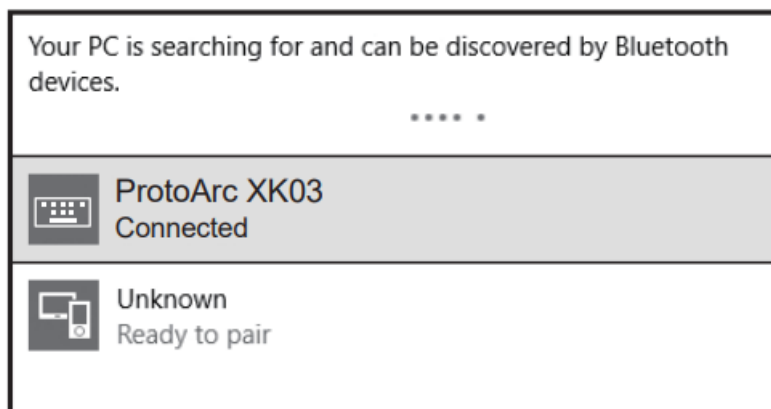 Your PC is searching for and can be discovered by Bluetooth
devices.
ProtoArc XK03
Connected
Unknown
Ready to pair